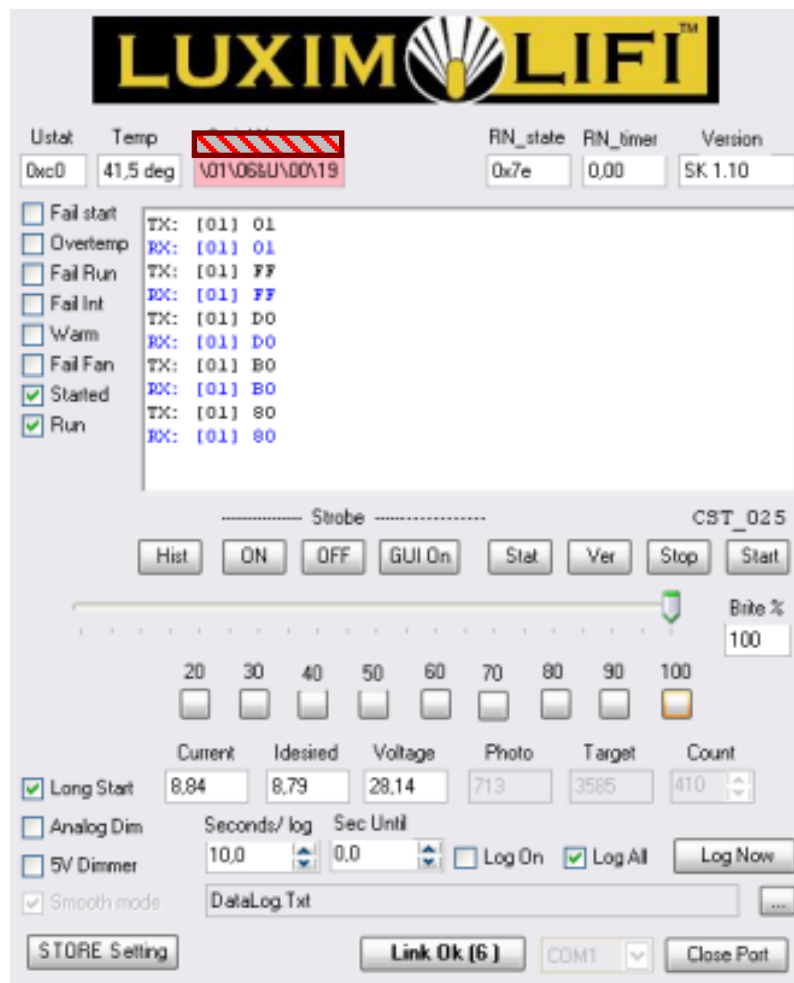 LUXIM LIFI™
Ustat Temp RN_state RN_timer Version
0xc0 41,5 deg \01\06&U\00\19 0x7e 0,00 SK 1.10
Fail start
Overtemp
Fail Run
Fail Int
Warm
Fail Fan
Started
Run
TX: [01] 01
RX: [01] 01
TX: [01] FF
RX: [01] FF
TX: [01] D0
RX: [01] D0
TX: [01] B0
RX: [01] B0
TX: [01] 80
RX: [01] 80
---------------- Strobe ----------------- CST_025
Hist ON OFF GUI On Stat Ver Stop Start
Brite %
100
20 30 40 50 60 70 80 90 100
Current Idesired Voltage Photo Target Count
Long Start 8,84 8,79 28,14 713 3585 410
Analog Dim Seconds/ log Sec Until
5V Dimmer 10,0 0,0 Log On Log All Log Now
Smooth mode DataLog.Txt ...
STORE Setting Link Ok (6 ) COM1 Close Port